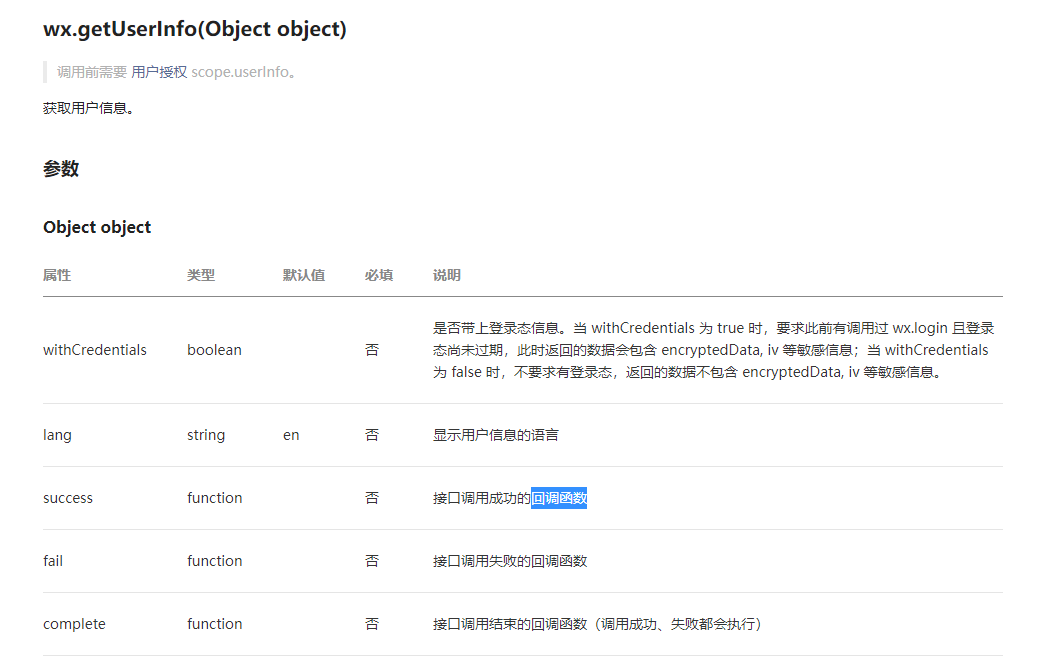 wx.getUserInfo(Object object)
调用前需要 用户授权 scope.userInfo。
获取用户信息。
参数
Object object
属性 类型 默认值 必填 说明
withCredentials boolean 否 是否带上登录态信息。当 withCredentials 为 true 时，要求此前有调用过 wx.login 且登录
态尚未过期，此时返回的数据会包含 encryptedData, iv 等敏感信息；当 withCredentials
为 false 时，不要求有登录态，返回的数据不包含 encryptedData, iv 等敏感信息。
lang string en 否 显示用户信息的语言
success function 否 接口调用成功的回调函数
fail function 否 接口调用失败的回调函数
complete function 否 接口调用结束的回调函数（调用成功、失败都会执行）